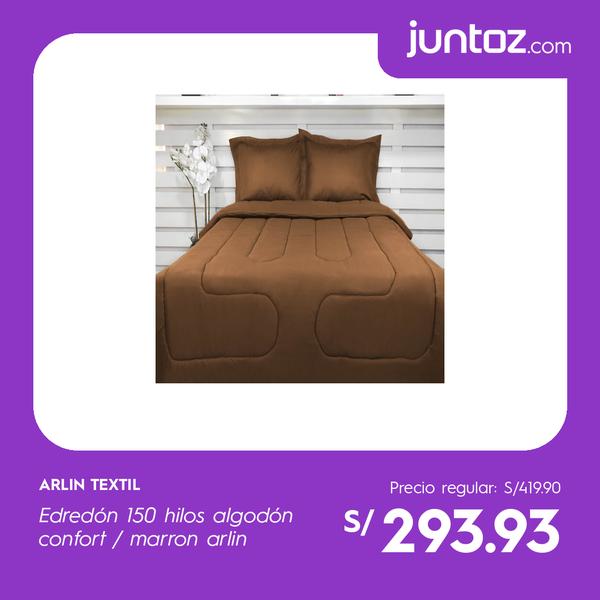 juntoz.com
ARLIN TEXTIL
Edredón 150 hilos algodón
confort / marron arlin
Precio regular: S/419.90
S/293.93